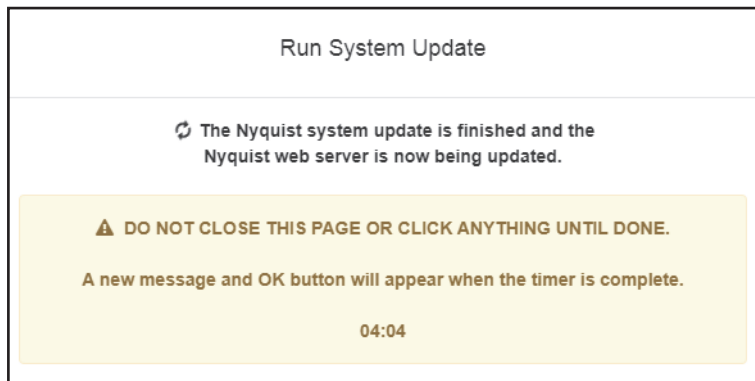 Run System Update
The Nyquist system update is finished and the
Nyquist web server is now being updated.
DO NOT CLOSE THIS PAGE OR CLICK ANYTHING UNTIL DONE.
A new message and OK button will appear when the timer is complete.
04:04